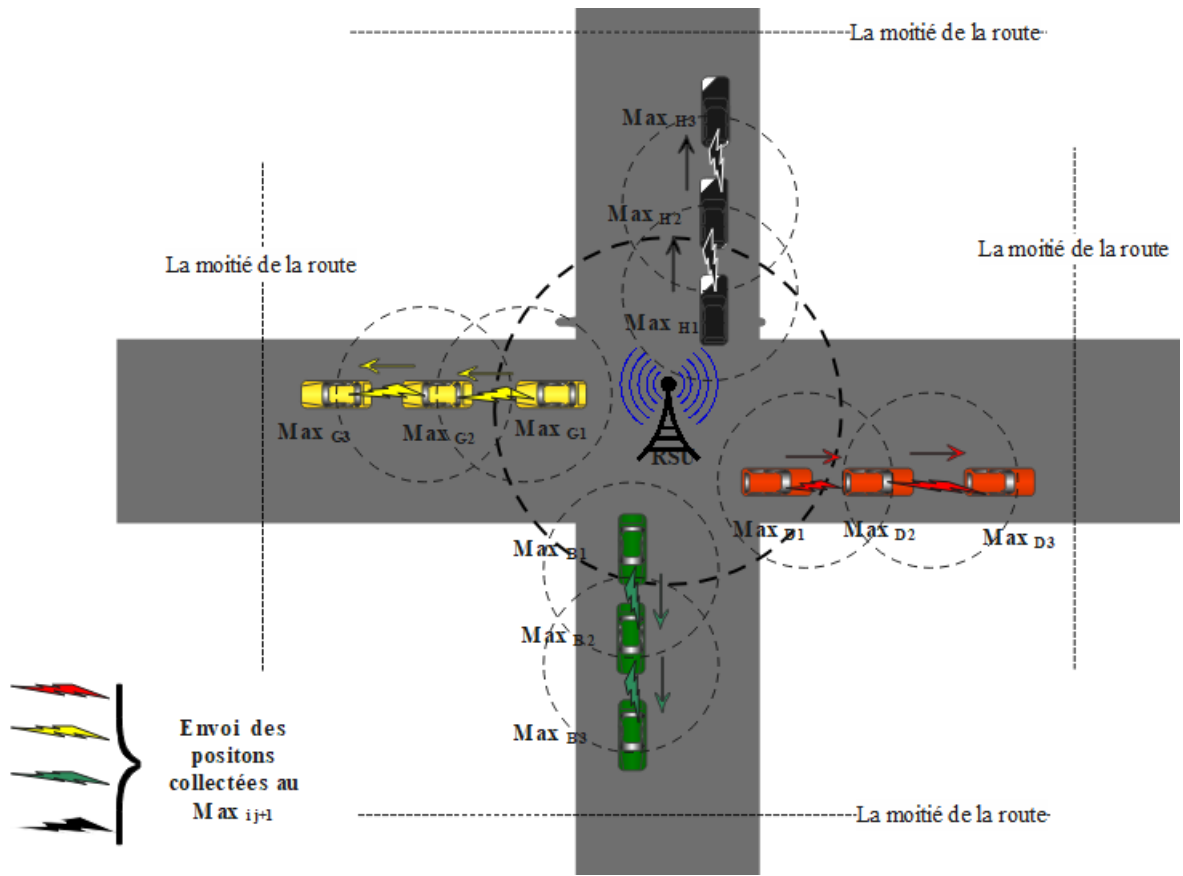 La moitié de la route
Max H3
Max H2
La moitié de la route
La moitié de la route
Max H1
Max G3
Max G2
Max G1
RSU
Max D1
Max D2
Max D3
Max B1
Max B2
Max B3
Envoi des
positons
collectées au
Max ij+1
La moitié de la route